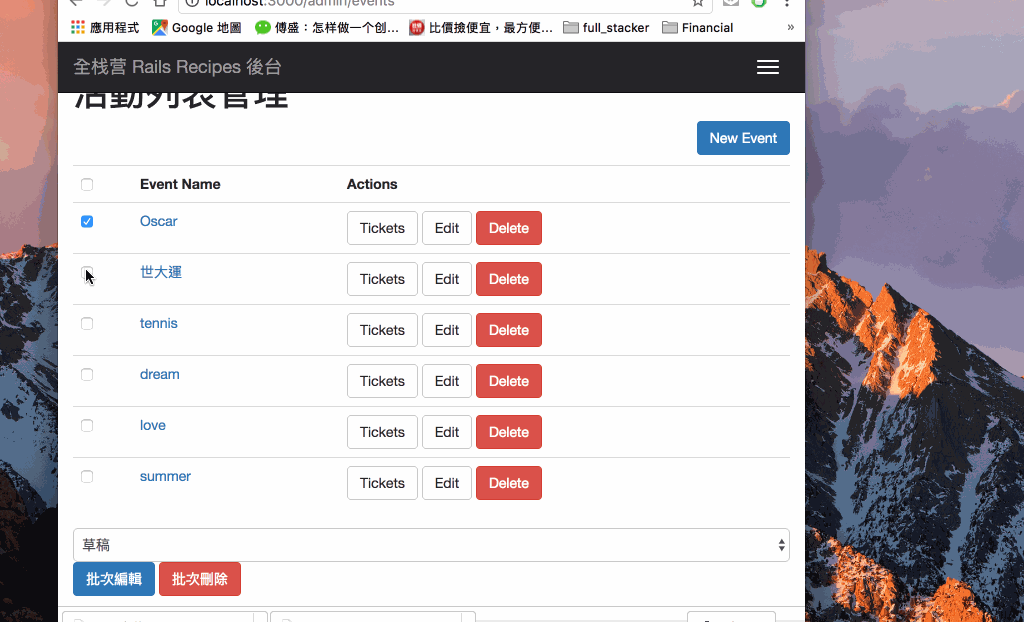 localhost:3000/admin/events
應用程式 Google 地圖 傅盛：怎样做一个创... 比價撿便宜，最方便... full_stacker Financial »
全栈营 Rails Recipes 後台
活動列表管理
New Event
Event Name Actions
Oscar Tickets Edit Delete
世大運 Tickets Edit Delete
tennis Tickets Edit Delete
dream Tickets Edit Delete
love Tickets Edit Delete
summer Tickets Edit Delete
草稿
批次編輯 批次刪除